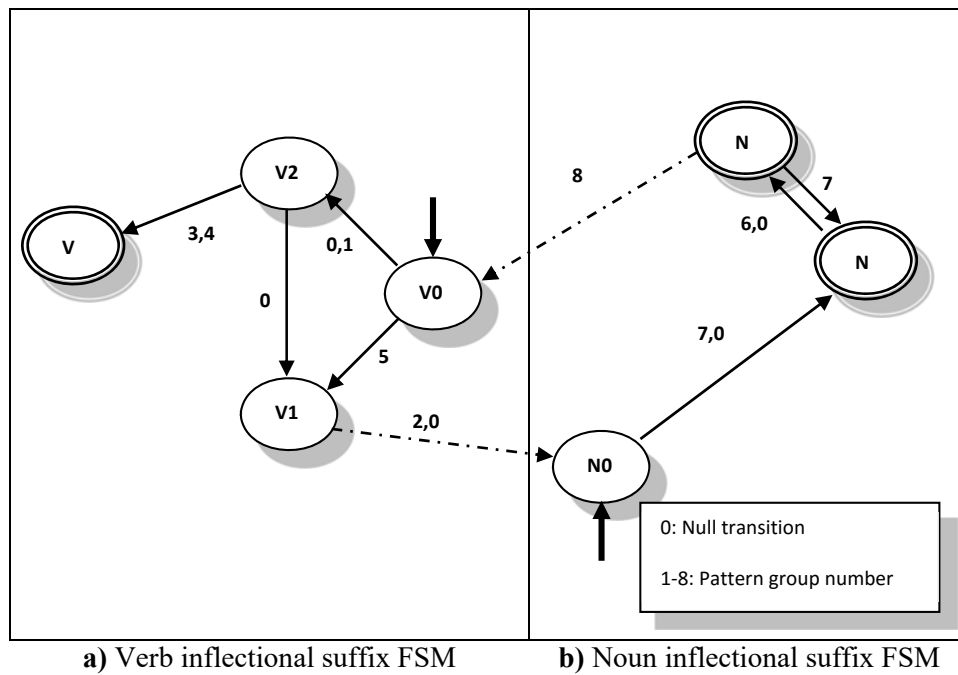 N
8
V2
7
6,0
3,4
V
0,1
N
V0
0
7,0
5
V1
2,0
N0
0: Null transition
1-8: Pattern group number
a) Verb inflectional suffix FSM
b) Noun inflectional suffix FSM